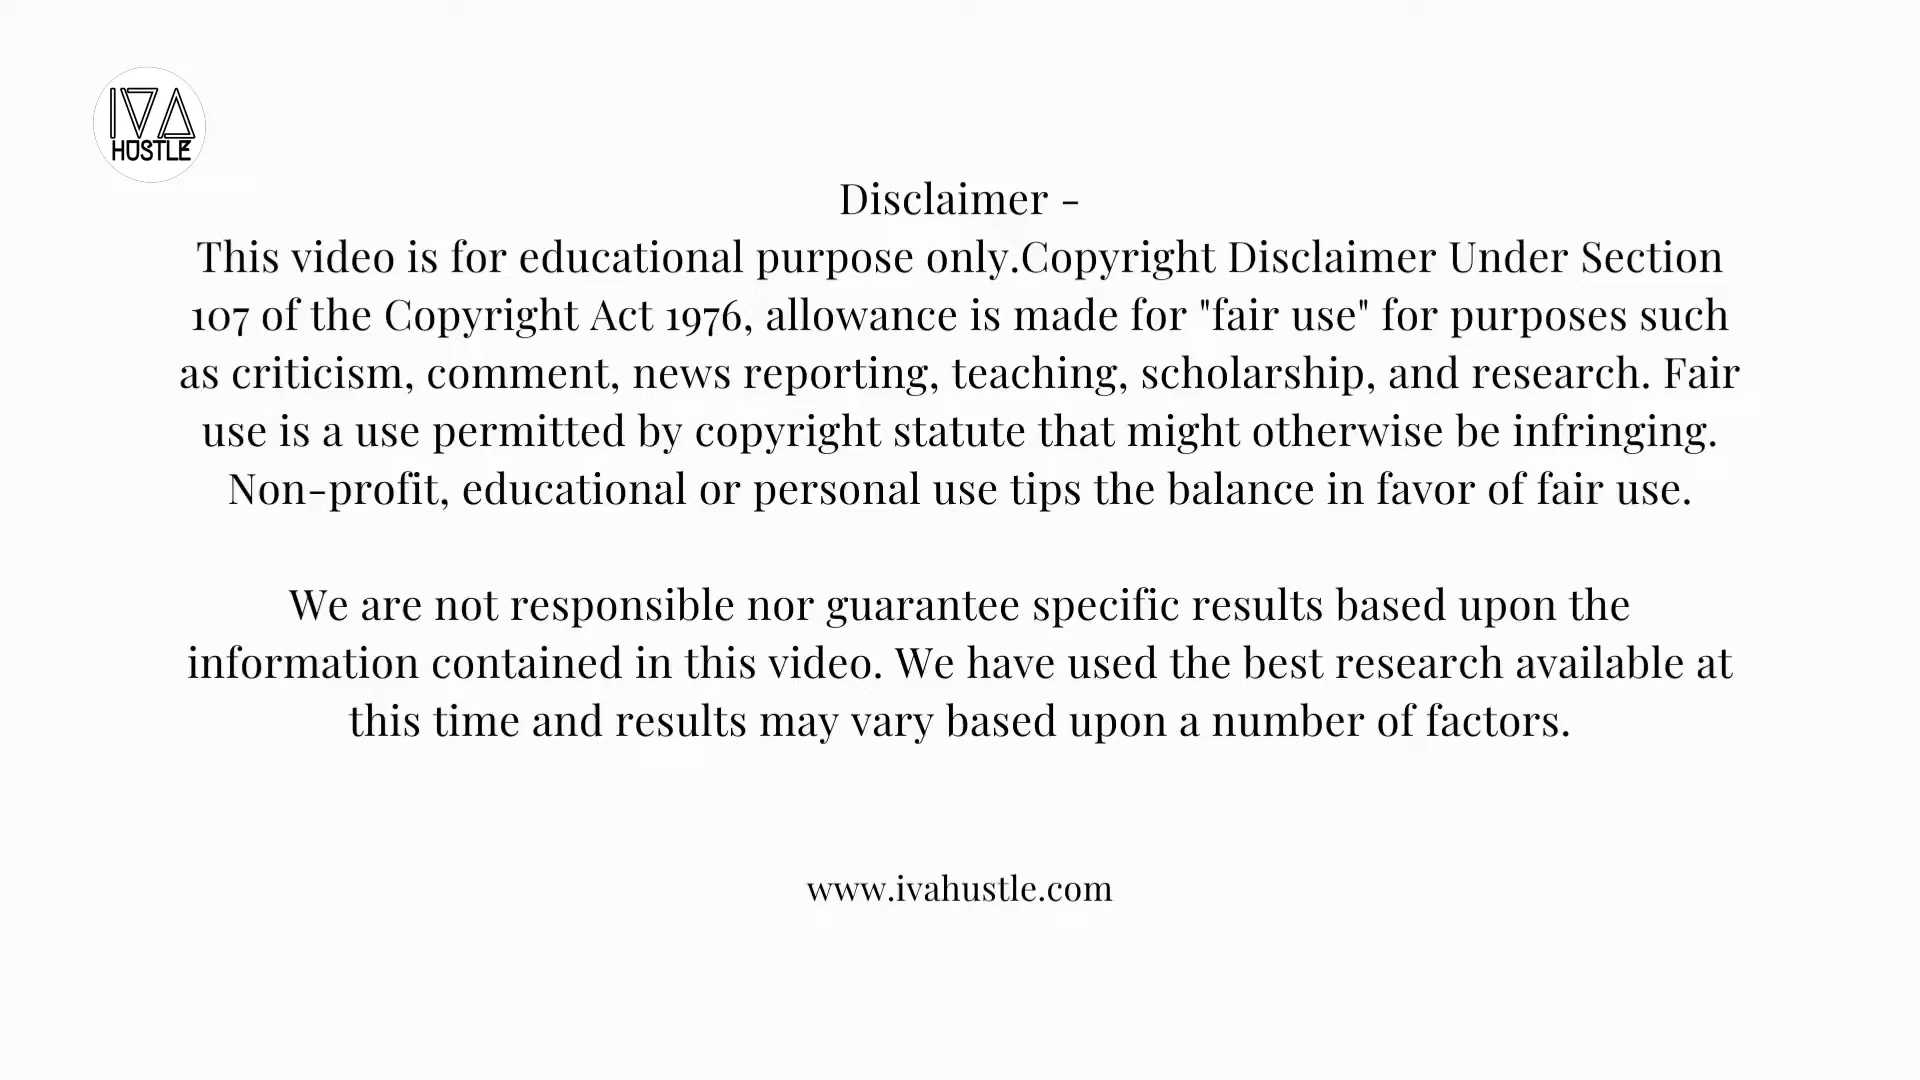 IVA
HUSTLE
Disclaimer -
This video is for educational purpose only.Copyright Disclaimer Under Section
107 of the Copyright Act 1976, allowance is made for "fair use" for purposes such
as criticism, comment, news reporting, teaching, scholarship, and research. Fair
use is a use permitted by copyright statute that might otherwise be infringing.
Non-profit, educational or personal use tips the balance in favor of fair use.
We are not responsible nor guarantee specific results based upon the
information contained in this video. We have used the best research available at
this time and results may vary based upon a number of factors.
www.ivahustle.com